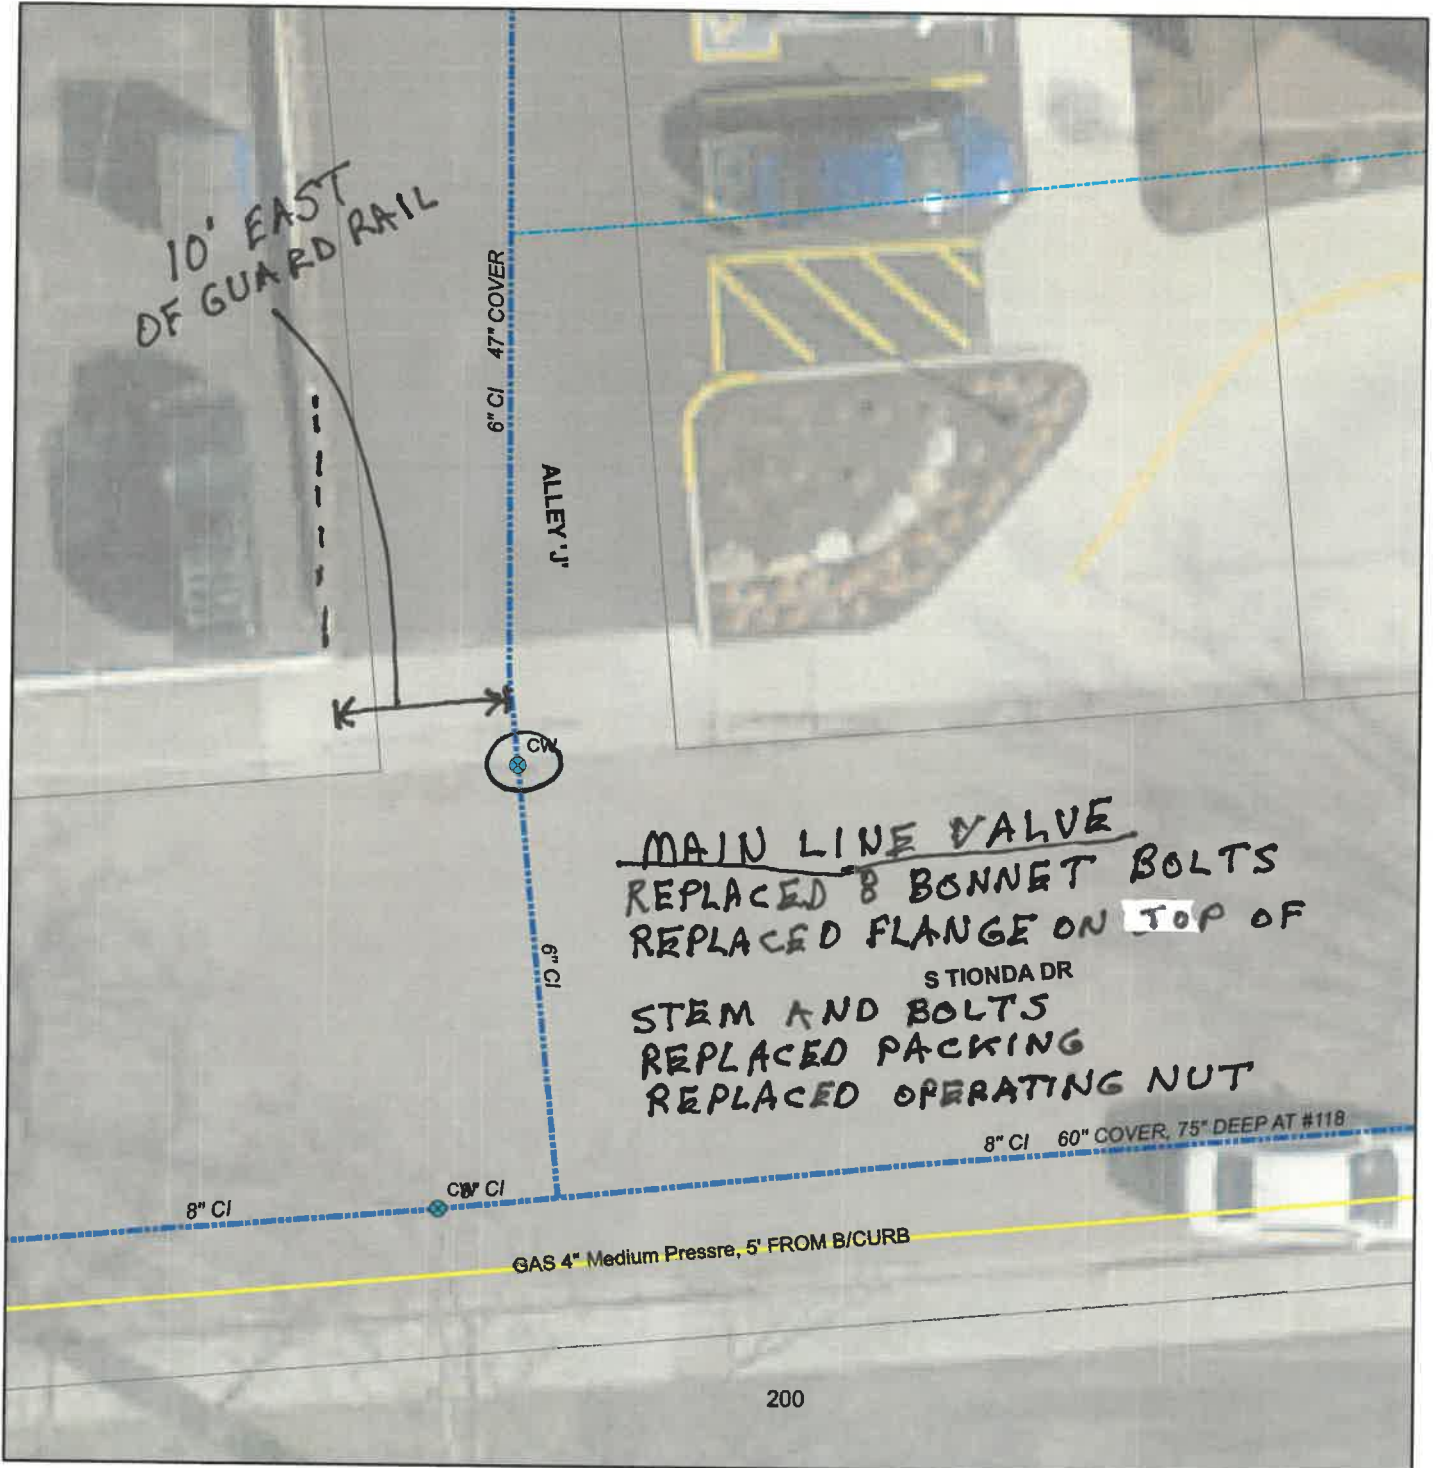 10' EAST
OF GUARD RAIL
6" CI 47" COVER
ALLEY 'J'
CW
MAIN LINE VALVE
REPLACED 8 BONNET BOLTS
REPLACED FLANGE ON TOP OF
S TIONDA DR
STEM AND BOLTS
REPLACED PACKING
REPLACED OPERATING NUT
6" CI
8" CI 60" COVER, 75" DEEP AT #118
8" CI
CI
GAS 4" Medium Pressre, 5' FROM B/CURB
200